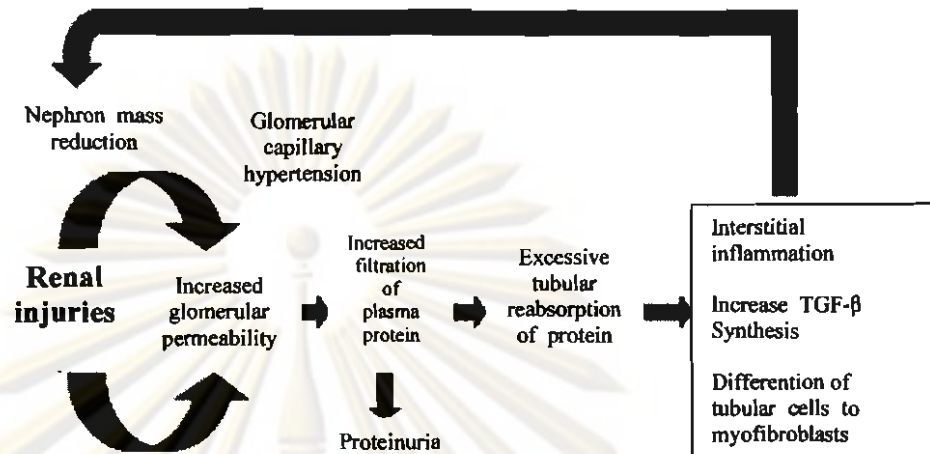 Nephron mass
reduction
Glomerular
capillary
hypertension
Renal
injuries
Increased
glomerular
permeability
Increased
filtration
of
plasma
protein
Proteinuria
Excessive
tubular
reabsorption
of protein
Interstitial
inflammation
Increase TGF-β
Synthesis
Differention of
tubular cells to
myofibroblasts